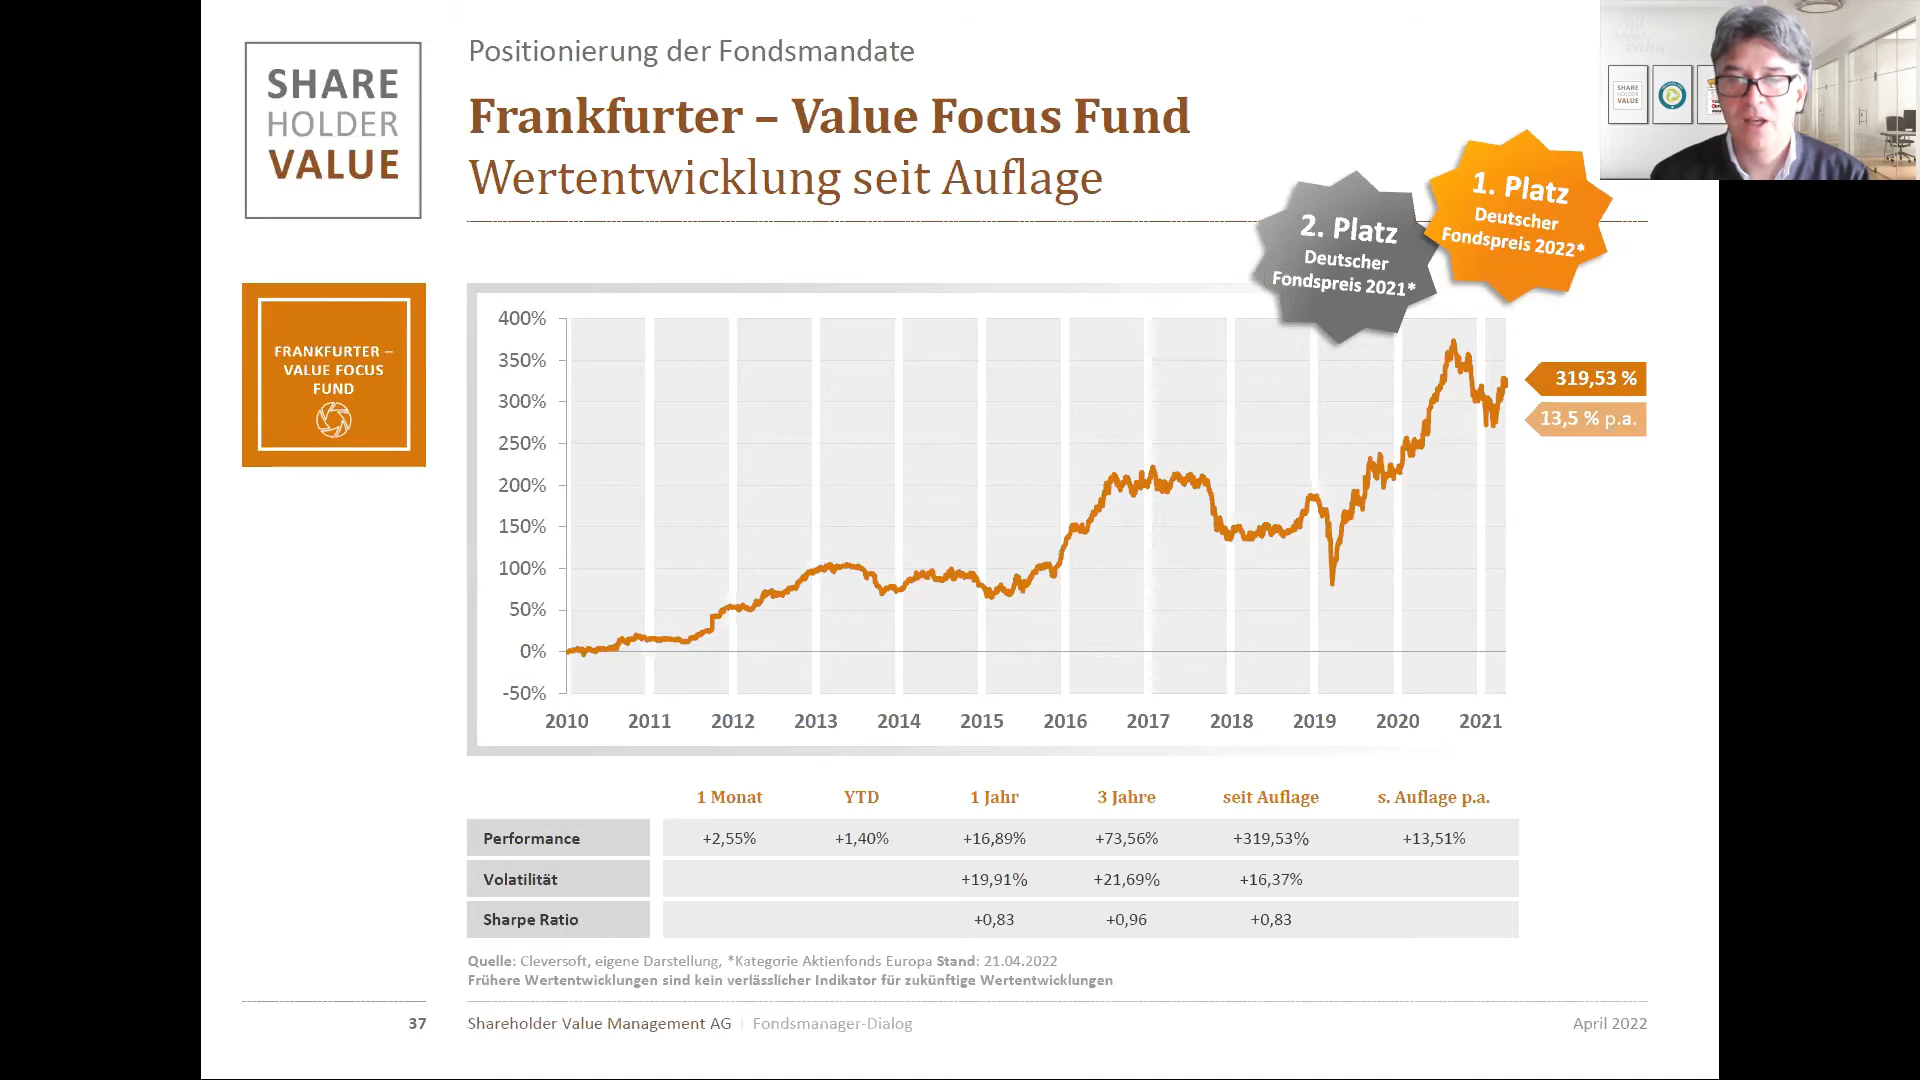 SHARE
HOLDER
VALUE
Positionierung der Fondsmandate
Frankfurter – Value Focus Fund
Wertentwicklung seit Auflage
SHARE
HOLDER
VALUE
2. Platz
Deutscher
Fondspreis 2021*
1. Platz
Deutscher
Fondspreis 2022*
FRANKFURTER –
VALUE FOCUS
FUND
400%
350%
300%
250%
200%
150%
100%
50%
0%
-50%
2010 2011 2012 2013 2014 2015 2016 2017 2018 2019 2020 2021
319,53 %
13,5 % p.a.
1 Monat YTD 1 Jahr 3 Jahre seit Auflage s. Auflage p.a.
Performance +2,55% +1,40% +16,89% +73,56% +319,53% +13,51%
Volatilität +19,91% +21,69% +16,37%
Sharpe Ratio +0,83 +0,96 +0,83
Quelle: Cleversoft, eigene Darstellung, *Kategorie Aktienfonds Europa Stand: 21.04.2022
Frühere Wertentwicklungen sind kein verlässlicher Indikator für zukünftige Wertentwicklungen
37 Shareholder Value Management AG | Fondsmanager-Dialog April 2022